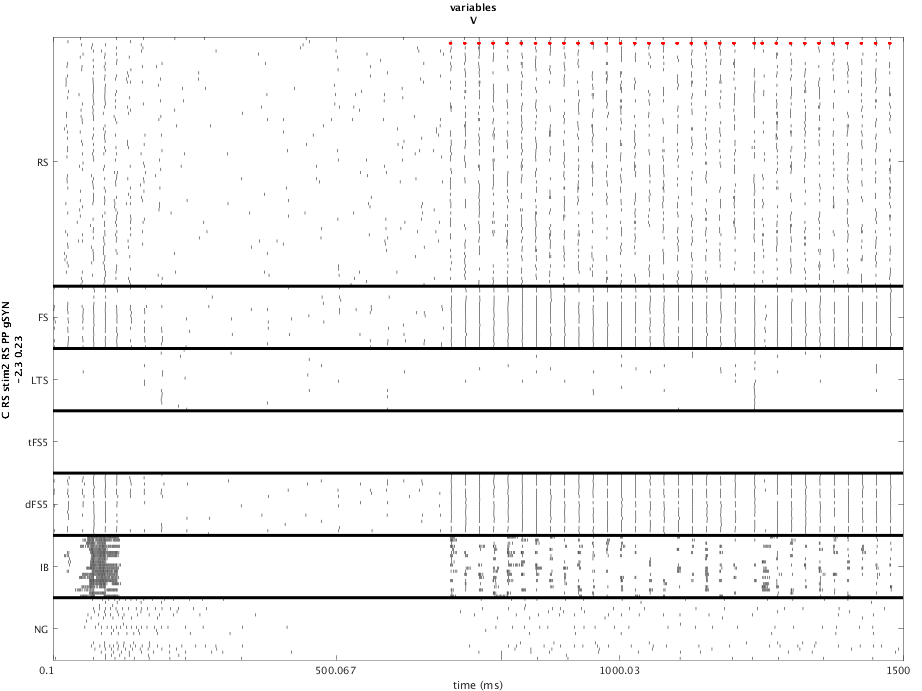 variables
V
RS
FS
LTS
tFS5
dFS5
IB
NG
C RS stim2 RS PP gSYN
-2.3 0.23
0.1
500.067
1000.03
1500
time (ms)